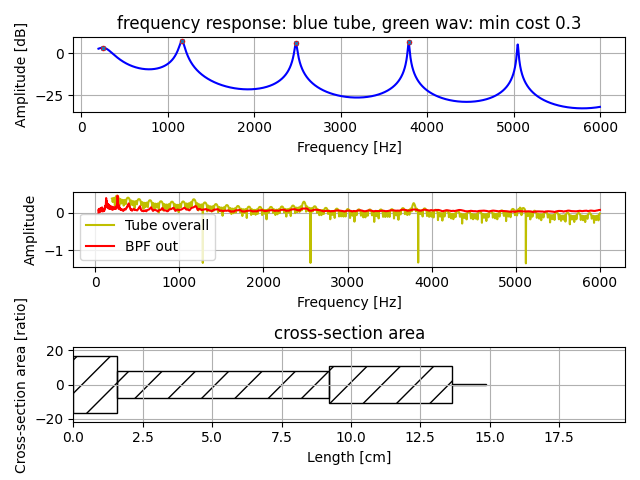 frequency response: blue tube, green wav: min cost 0.3
Amplitude [dB]
0
−25
0 1000 2000 3000 4000 5000 6000
Frequency [Hz]
Amplitude
0
−1
Tube overall
BPF out
0 1000 2000 3000 4000 5000 6000
Frequency [Hz]
cross-section area
Cross-section area [ratio]
20
0
−20
0.0 2.5 5.0 7.5 10.0 12.5 15.0 17.5
Length [cm]